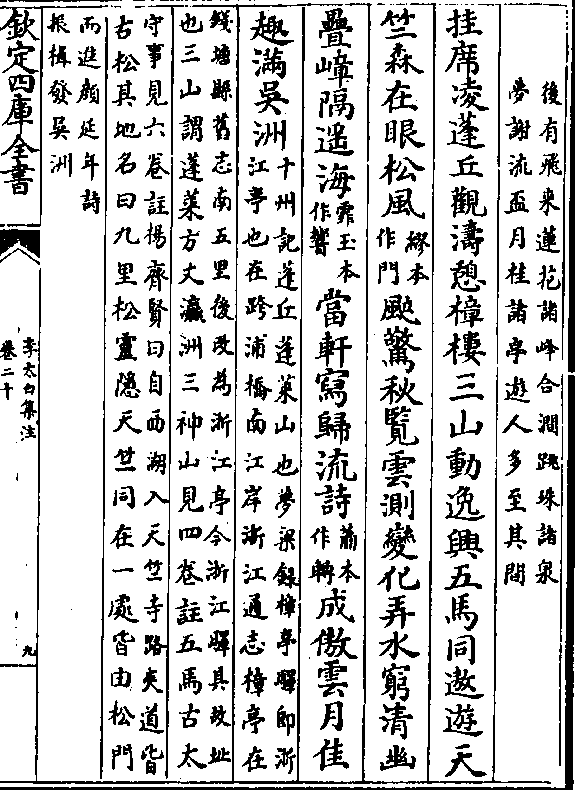 後有飛來蓮花諸峰合澗跳珠諸泉
夢謝流盃月桂諸亭遊人多至其間
挂席凌蓬丘觀濤憩樟樓三山動逸興五馬同遨遊天
竺森在眼松風繆本作門颰驚秋覽雲測變化弄水窮清幽
疊嶂隔遥海霏玉本作響當軒寫歸流詩蕭本作轉成傲雲月佳
趣滿吳洲十州記蓬丘蓬萊山也夢梁錄樟亭驛即浙
江亭也在跨浦橋南江岸浙江通志樟亭在
錢塘縣舊志南五里後改為浙江亭今浙江驛其故址
也三山謂蓬萊方丈瀛洲三神山見四卷註五馬古太
守事見六卷註楊齊賢曰自西湖入天竺寺路夾道皆
古松其地名曰九里松靈隱天竺同在一處皆由松門
而進顔延年詩
振楫發吳洲
欽定四庫全書
李太白集注
卷二十
九